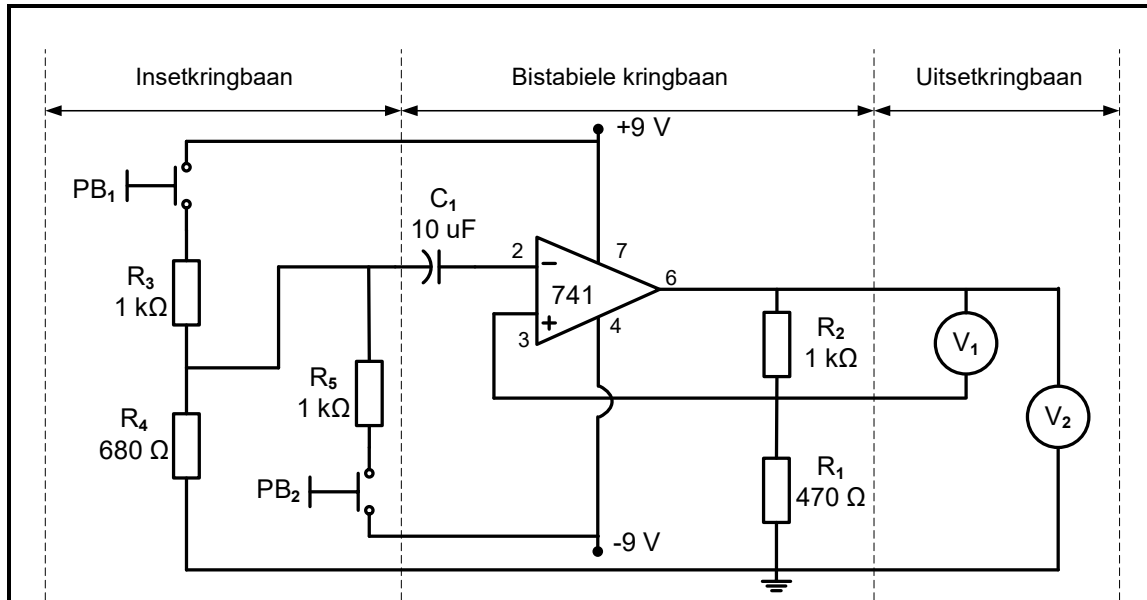 Insetkringbaan
Bistabiele kringbaan
Uitsetkringbaan
+9 V
PB₁
C₁
10 uF
2
7
6
R₃
1 kΩ
741
3
4
R₂
1 kΩ
V₁
R₅
1 kΩ
R₄
680 Ω
V₂
PB₂
R₁
470 Ω
-9 V